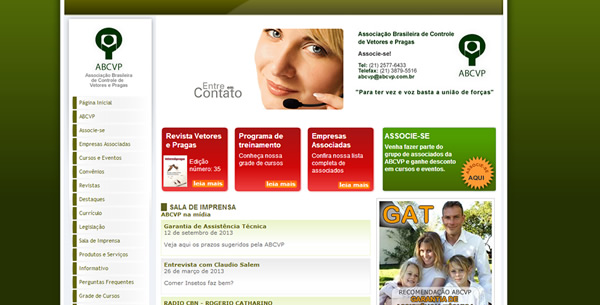 ABCVP
Associação Brasileira
de Controle de
Vetores e Pragas
Página Inicial
ABCVP
Associe-se
Empresas Associadas
Cursos e Eventos
Convênios
Revistas
Destaques
Currículo
Legislação
Sala de Imprensa
Produtos e Serviços
Informativo
Perguntas Frequentes
Grade de Cursos
Entre em
Contato
Associação Brasileira de Controle
de Vetores e Pragas
Associe-se!
Tel: (21) 2577-6433
Telefax: (21) 3879-5516
abcvp@abcvp.com.br
ABCVP
"Para ter vez e voz basta a união de forças"
Revista Vetores
e Pragas
Edição
número: 35
leia mais
Programa de
treinamento
Conheça nossa
grade de cursos
leia mais
Empresas
Associadas
Confira nossa lista
completa de
associados
leia mais
ASSOCIE-SE
Venha fazer parte do
grupo de associados da
ABCVP e ganhe desconto
em cursos e eventos.
ASSOCIE-SE
AQUI
SALA DE IMPRENSA
ABCVP na mídia
Garantia de Assistência Técnica
12 de setembro de 2013
Veja aqui os prazos sugeridos pela ABCVP
Entrevista com Claudio Salem
26 de março de 2013
Comer Insetos faz bem?
RADIO CBN - ROGERIO CATHARINO
GAT
RECOMENDAÇÃO ABCVP
GARANTIA DE